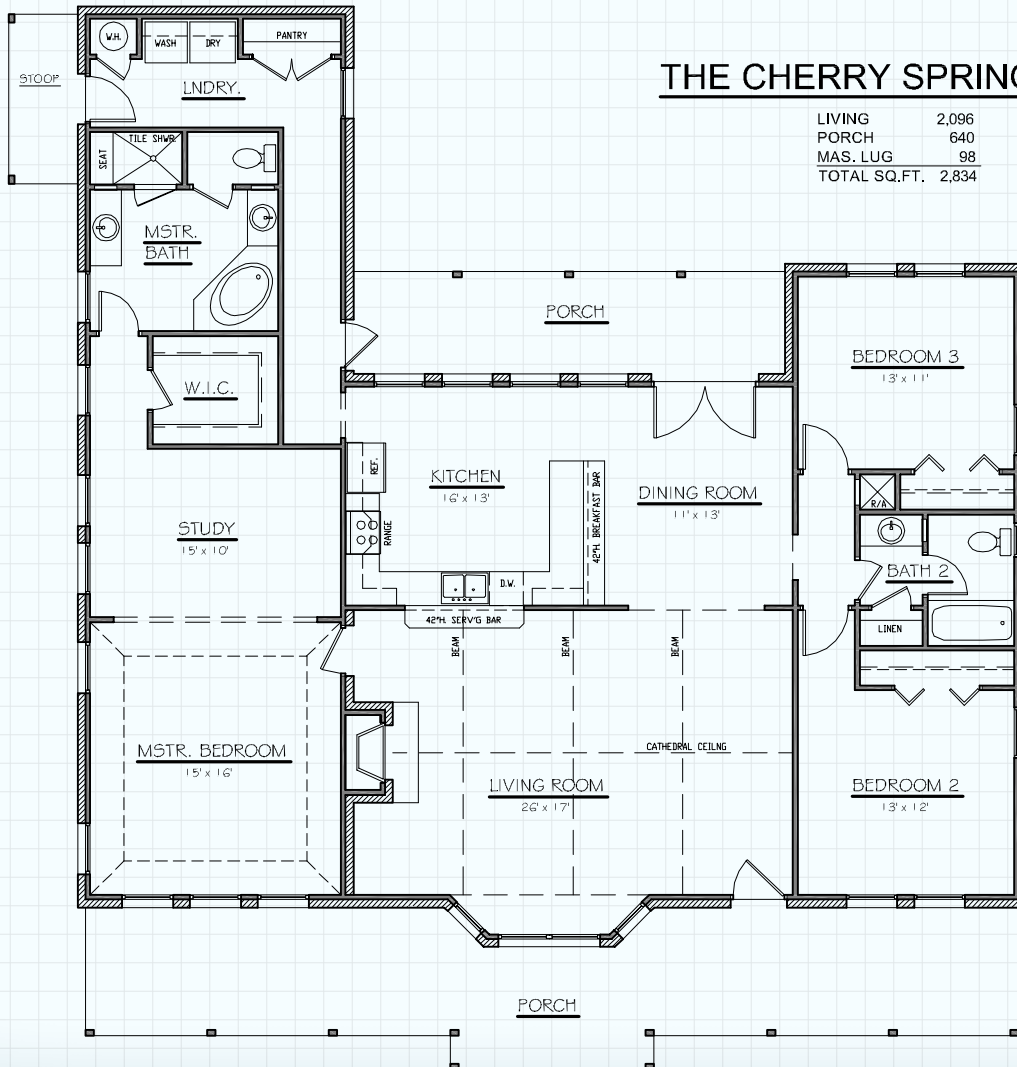 THE CHERRY SPRING
LIVING 2,096
PORCH 640
MAS. LUG 98
TOTAL SQ.FT. 2,834
STOOP
W.H.
WASH
DRY
PANTRY
LNDRY.
SEAT
TILE SHWR.
MSTR.
BATH
W.I.C.
PORCH
BEDROOM 3
13' x 11'
REF.
RANGE
KITCHEN
16' x 13'
D.W.
42"H. BREAKFAST BAR
DINING ROOM
11' x 13'
R/A
BATH 2
LINEN
STUDY
15' x 10'
42"H. SERV'G BAR
BEAM
BEAM
BEAM
CATHEDRAL CEILNG
MSTR. BEDROOM
15' x 16'
LIVING ROOM
26' x 17'
BEDROOM 2
13' x 12'
PORCH